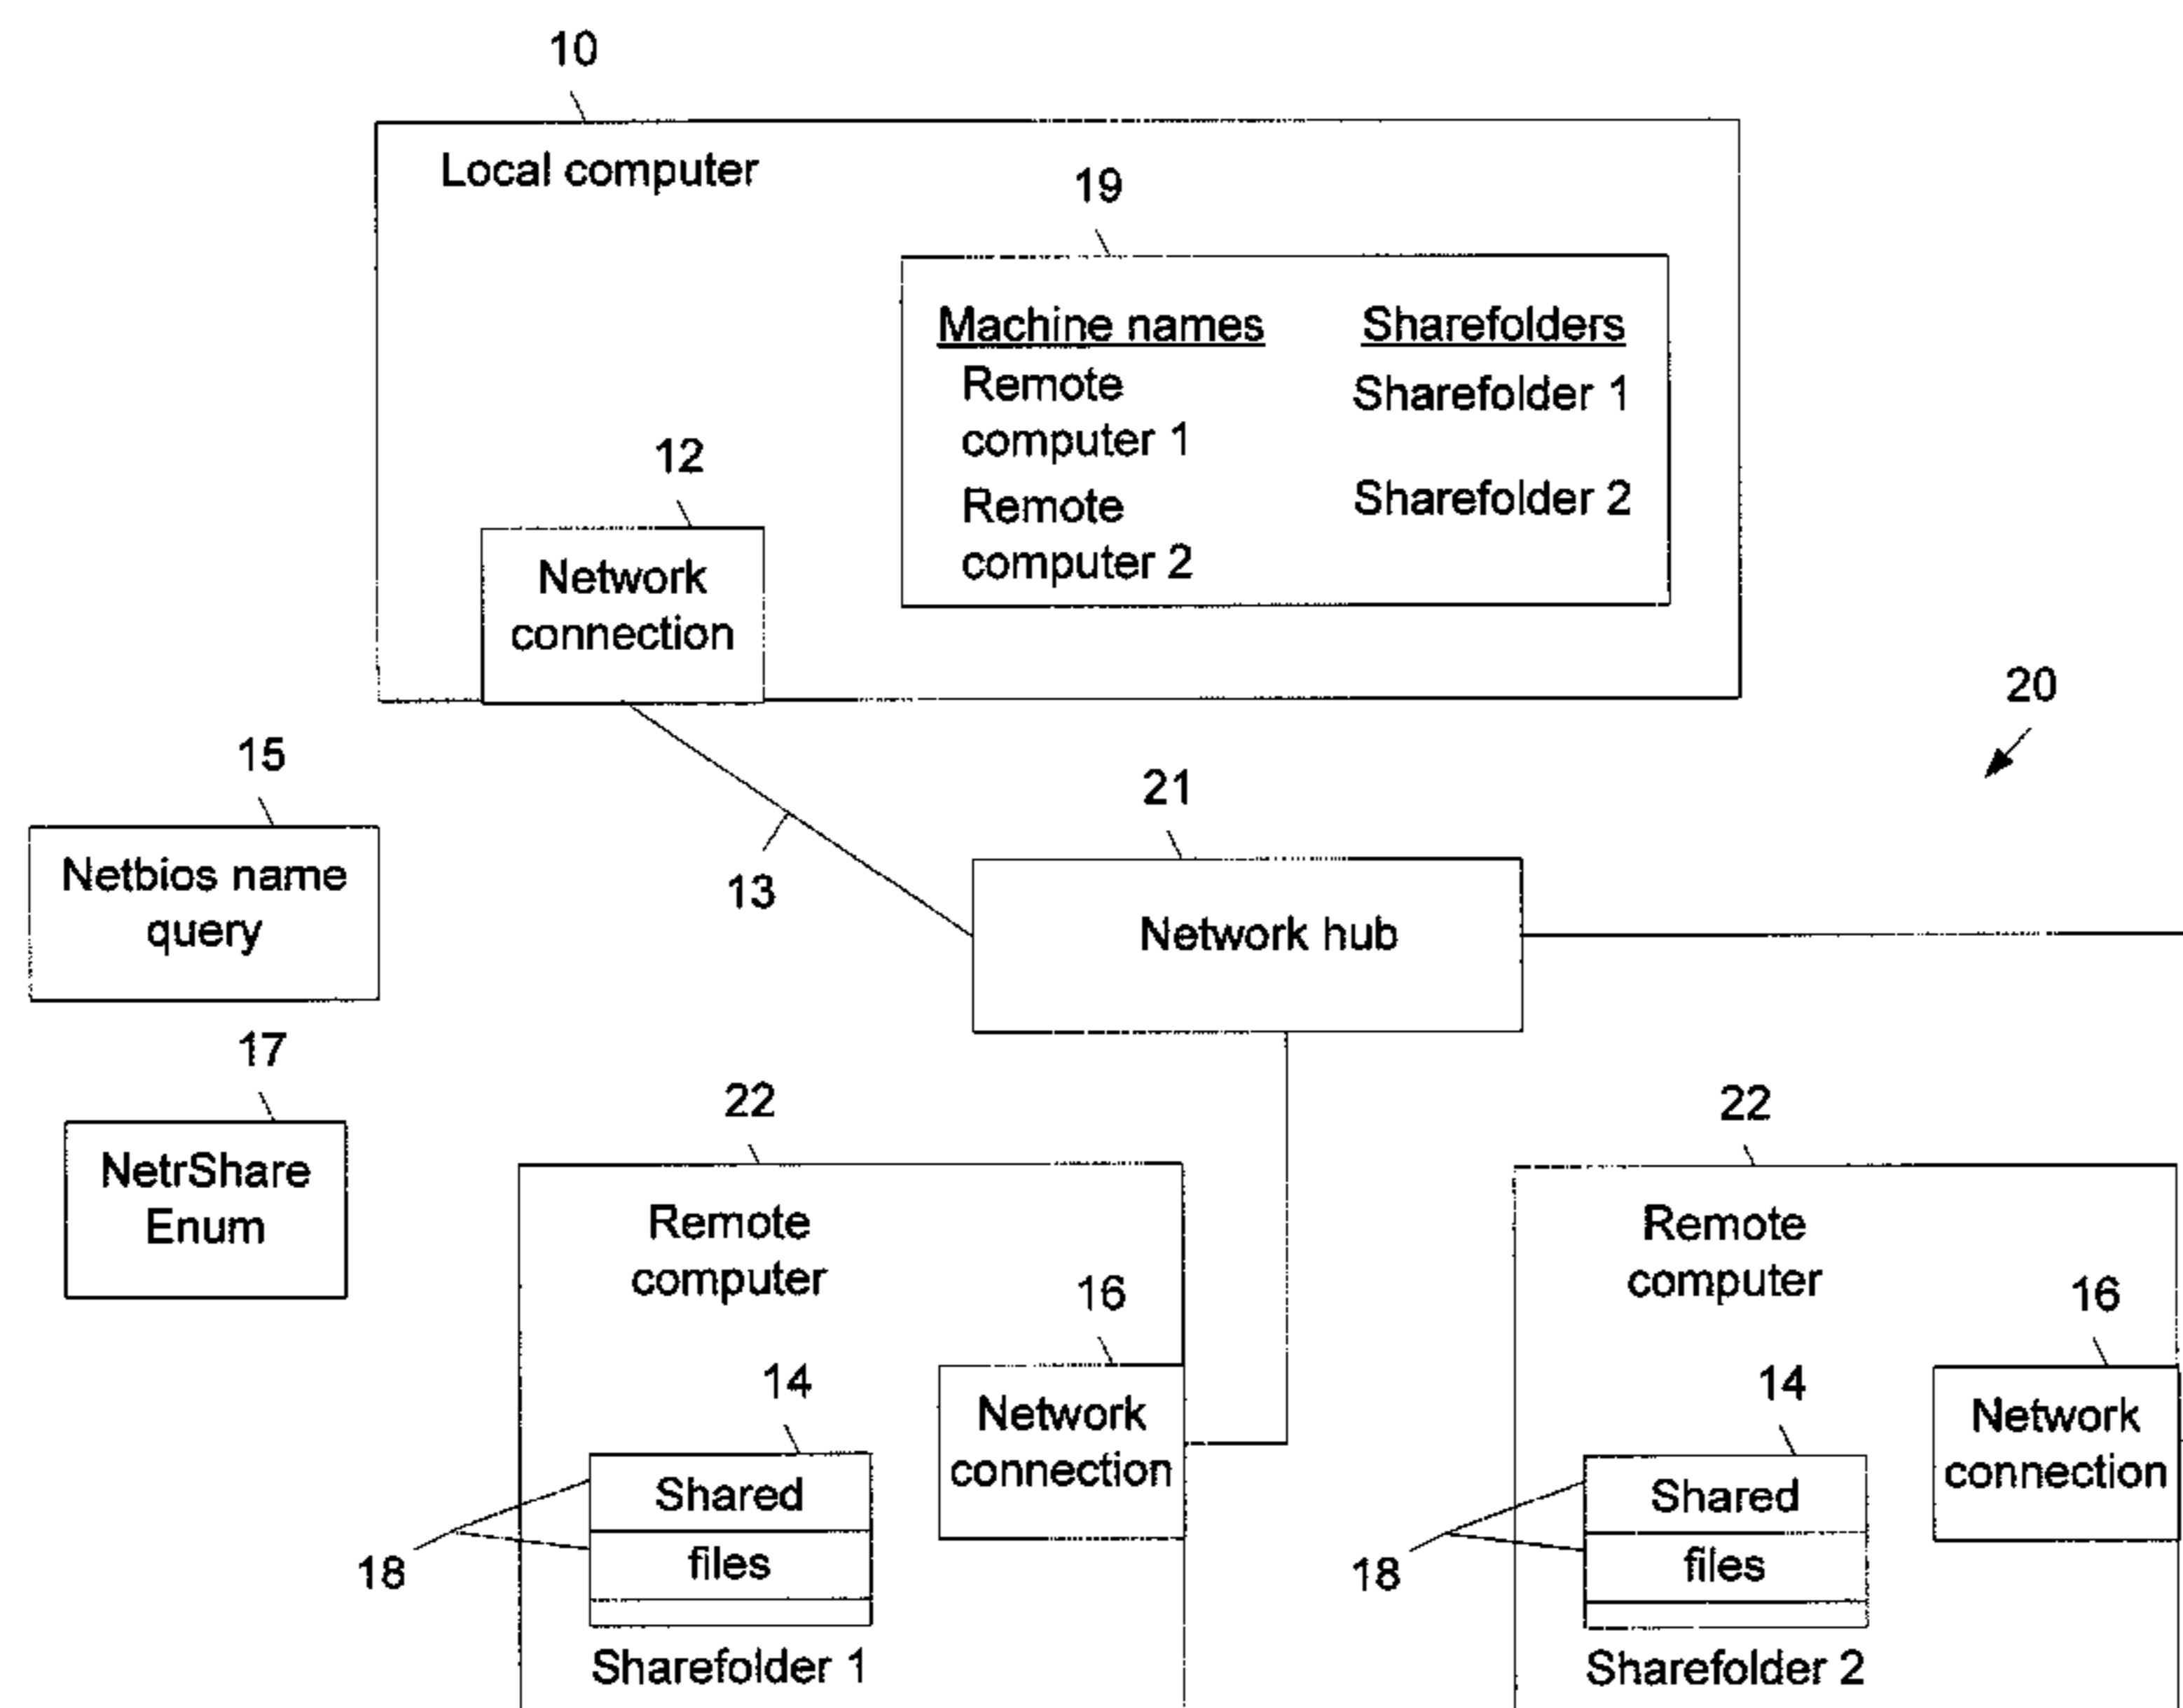 10
Local computer
19
Machine names Sharefolders
Remote
computer 1
Sharefolder 1
Remote
computer 2
Sharefolder 2
12
Network
connection
20
15
Netbios name
query
13
21
Network hub
17
NetrShare
Enum
22
Remote
computer
16
Network
connection
14
Shared
files
18
Sharefolder 1
22
Remote
computer
16
Network
connection
14
Shared
files
18
Sharefolder 2